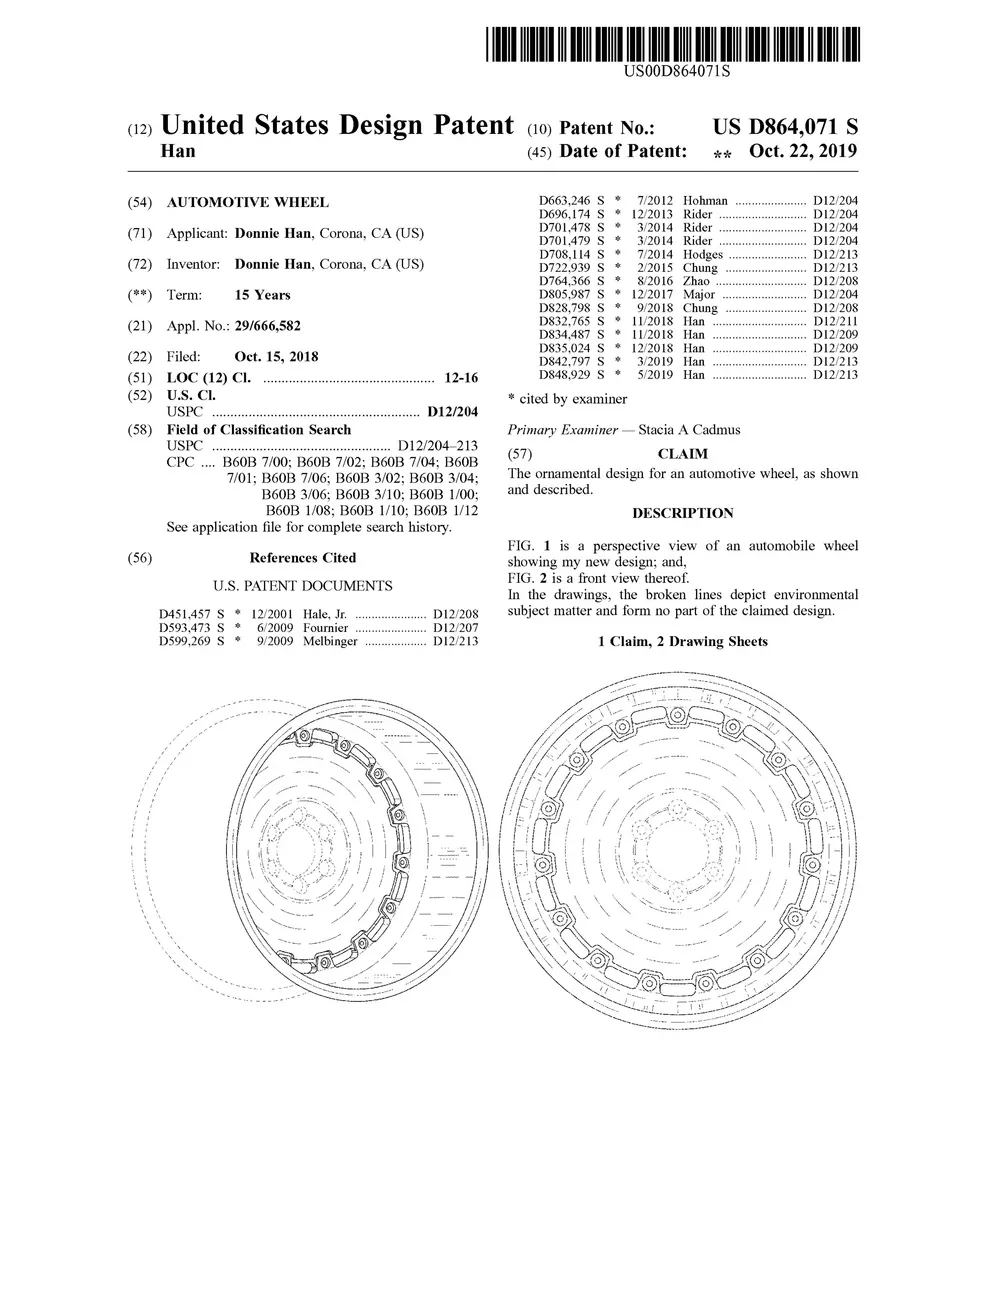 US00D864071S
(12) United States Design Patent
Han
(10) Patent No.: US D864,071 S
(45) Date of Patent: ** Oct. 22, 2019
(54) AUTOMOTIVE WHEEL
(71) Applicant: Donnie Han, Corona, CA (US)
(72) Inventor: Donnie Han, Corona, CA (US)
(**) Term: 15 Years
(21) Appl. No.: 29/666,582
(22) Filed: Oct. 15, 2018
(51) LOC (12) Cl. ............................................... 12-16
(52) U.S. Cl.
USPC ......................................................... D12/204
(58) Field of Classification Search
USPC ................................................. D12/204–213
CPC .... B60B 7/00; B60B 7/02; B60B 7/04; B60B
7/01; B60B 7/06; B60B 3/02; B60B 3/04;
B60B 3/06; B60B 3/10; B60B 1/00;
B60B 1/08; B60B 1/10; B60B 1/12
See application file for complete search history.
(56) References Cited
U.S. PATENT DOCUMENTS
D451,457 S * 12/2001 Hale, Jr. ...................... D12/208
D593,473 S * 6/2009 Fournier ...................... D12/207
D599,269 S * 9/2009 Melbinger ................... D12/213
D663,246 S * 7/2012 Hohman ...................... D12/204
D696,174 S * 12/2013 Rider ........................... D12/204
D701,478 S * 3/2014 Rider ........................... D12/204
D701,479 S * 3/2014 Rider ........................... D12/204
D708,114 S * 7/2014 Hodges ........................ D12/213
D722,939 S * 2/2015 Chung ......................... D12/213
D764,366 S * 8/2016 Zhao ............................ D12/208
D805,987 S * 12/2017 Major .......................... D12/204
D828,798 S * 9/2018 Chung ......................... D12/208
D832,765 S * 11/2018 Han ............................. D12/211
D834,487 S * 11/2018 Han ............................. D12/209
D835,024 S * 12/2018 Han ............................. D12/209
D842,797 S * 3/2019 Han ............................. D12/213
D848,929 S * 5/2019 Han ............................. D12/213
* cited by examiner
Primary Examiner — Stacia A Cadmus
(57) CLAIM
The ornamental design for an automotive wheel, as shown
and described.
DESCRIPTION
FIG. 1 is a perspective view of an automobile wheel
showing my new design; and,
FIG. 2 is a front view thereof.
In the drawings, the broken lines depict environmental
subject matter and form no part of the claimed design.
1 Claim, 2 Drawing Sheets